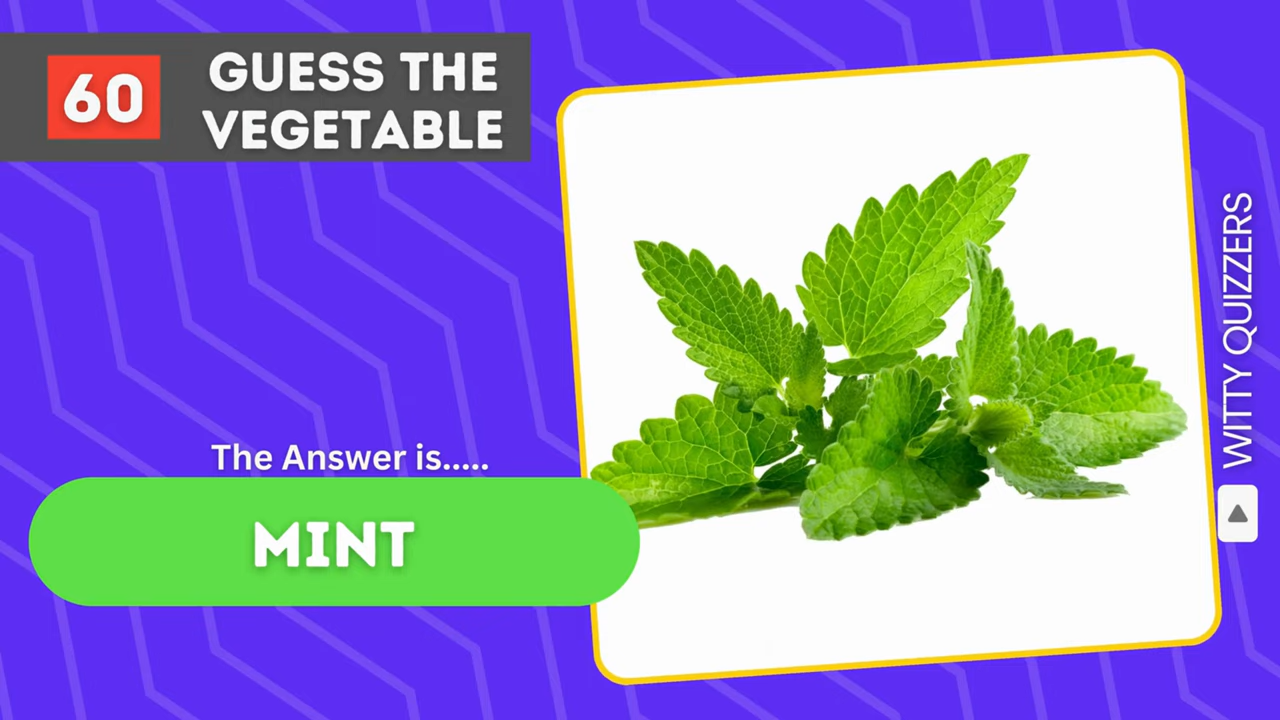 60
GUESS THE
VEGETABLE
The Answer is.....
MINT
WITTY QUIZZERS